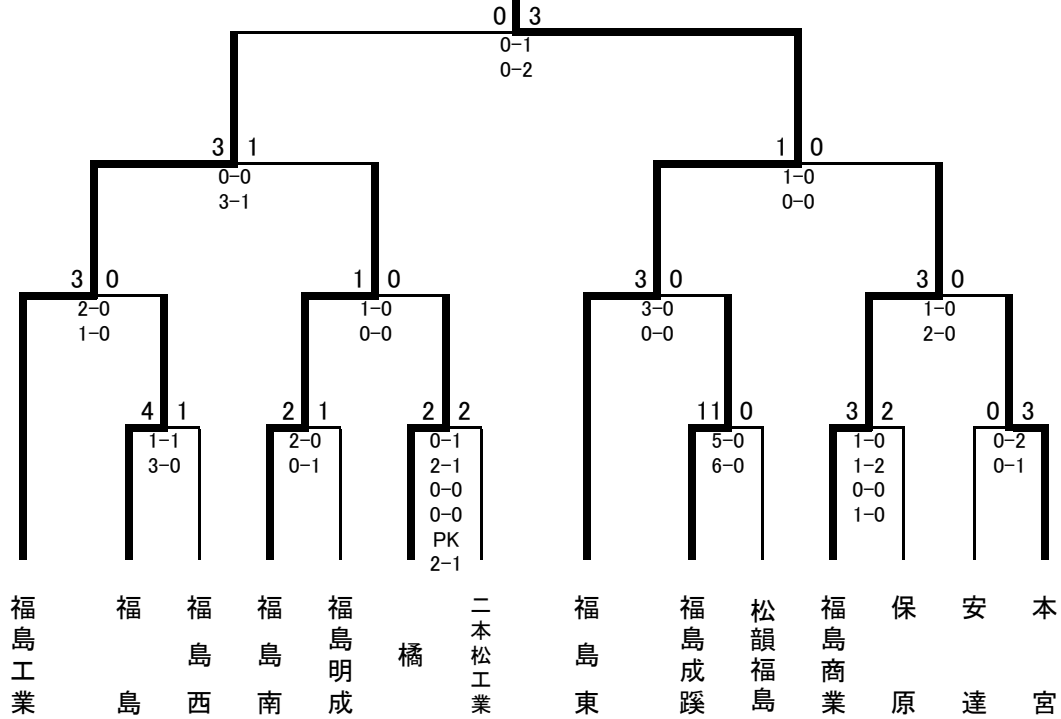 0 3
0-1
0-2
3 1
0-0
3-1
1 0
1-0
0-0
3 0
2-0
1-0
1 0
1-0
0-0
3 0
3-0
0-0
3 0
1-0
2-0
4 1
1-1
3-0
2 1
2-0
0-1
2 2
0-1
2-1
0-0
0-0
PK
2-1
11 0
5-0
6-0
3 2
1-0
1-2
0-0
1-0
0 3
0-2
0-1
福島工業
福島
福島西
福島南
福島明成
橘
二本松工業
福島東
福島成蹊
松韻福島
福島商業
保原
安達
本宮